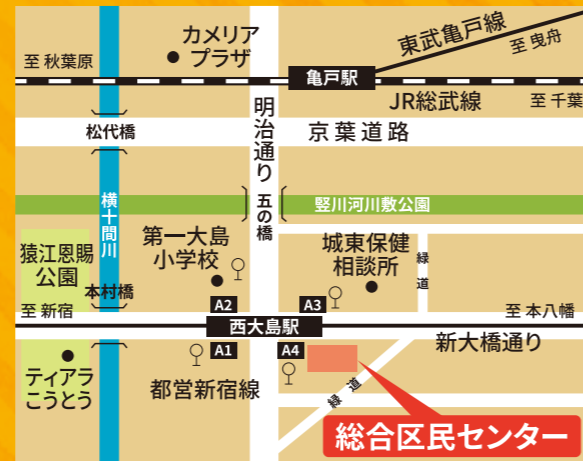 カメリア
プラザ
東武亀戸線
至 曳舟
至 秋葉原
亀戸駅
JR総武線
至 千葉
松代橋
明治通り
京葉道路
五の橋
横十間川
竪川河川敷公園
猿江恩賜
公園
第一大島
小学校
城東保健
相談所
緑道
本村橋
至 新宿
A2
A3
至 本八幡
西大島駅
新大橋通り
A1
A4
ティアラ
こうとう
都営新宿線
緑道
総合区民センター